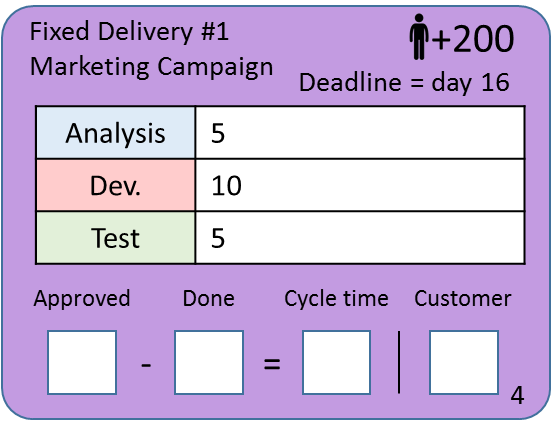 Fixed Delivery #1
Marketing Campaign
+200
Deadline = day 16
Analysis 5
Dev. 10
Test 5
Approved Done Cycle time Customer
- = |
4